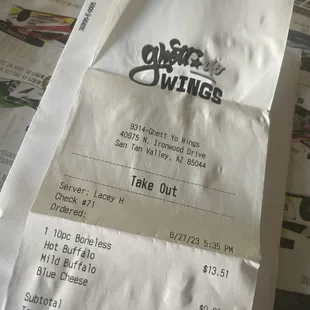 ghett yo
WINGS
9314-Ghett Yo Wings
40975 N. Ironwood Drive
San Tan Valley, AZ 85044
Take Out
Server: Lacey H
Check #71
Ordered:
6/27/23 5:35 PM
1 10pc Boneless
$13.51
Hot Buffalo
Mild Buffalo
Blue Cheese
Subtotal